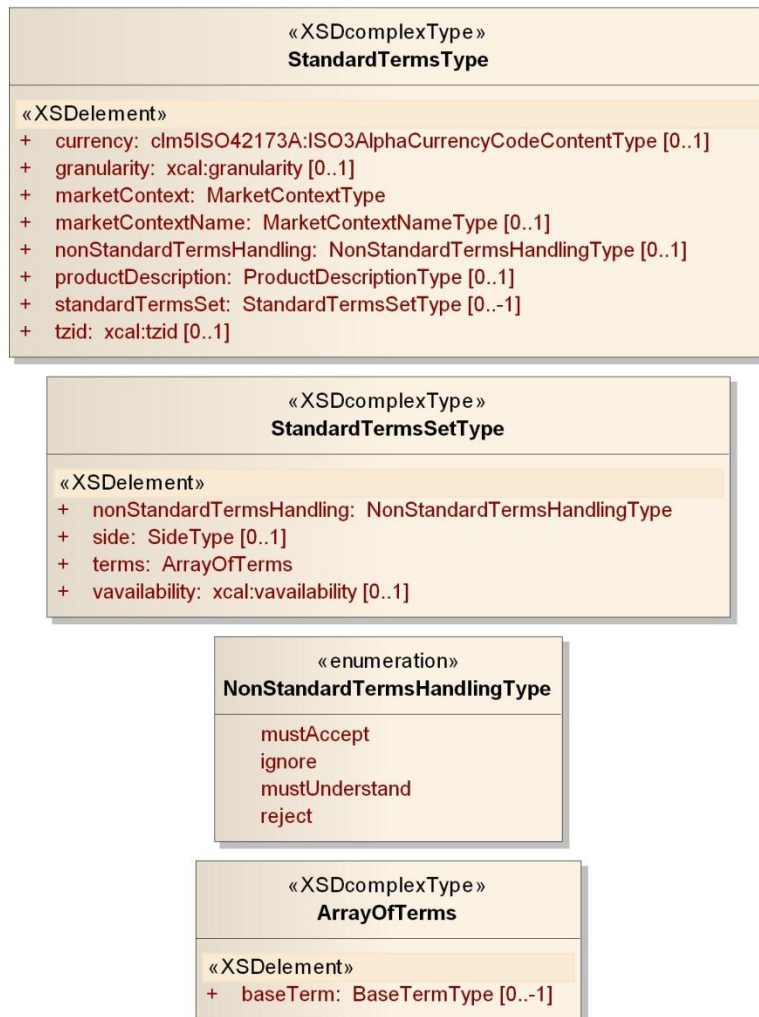 «XSDcomplexType»
StandardTermsType
«XSDelement»
+ currency: clm5ISO42173A:ISO3AlphaCurrencyCodeContentType [0..1]
+ granularity: xcal:granularity [0..1]
+ marketContext: MarketContextType
+ marketContextName: MarketContextNameType [0..1]
+ nonStandardTermsHandling: NonStandardTermsHandlingType [0..1]
+ productDescription: ProductDescriptionType [0..1]
+ standardTermsSet: StandardTermsSetType [0..-1]
+ tzid: xcal:tzid [0..1]
«XSDcomplexType»
StandardTermsSetType
«XSDelement»
+ nonStandardTermsHandling: NonStandardTermsHandlingType
+ side: SideType [0..1]
+ terms: ArrayOfTerms
+ vavailability: xcal:vavailability [0..1]
«enumeration»
NonStandardTermsHandlingType
mustAccept
ignore
mustUnderstand
reject
«XSDcomplexType»
ArrayOfTerms
«XSDelement»
+ baseTerm: BaseTermType [0..-1]